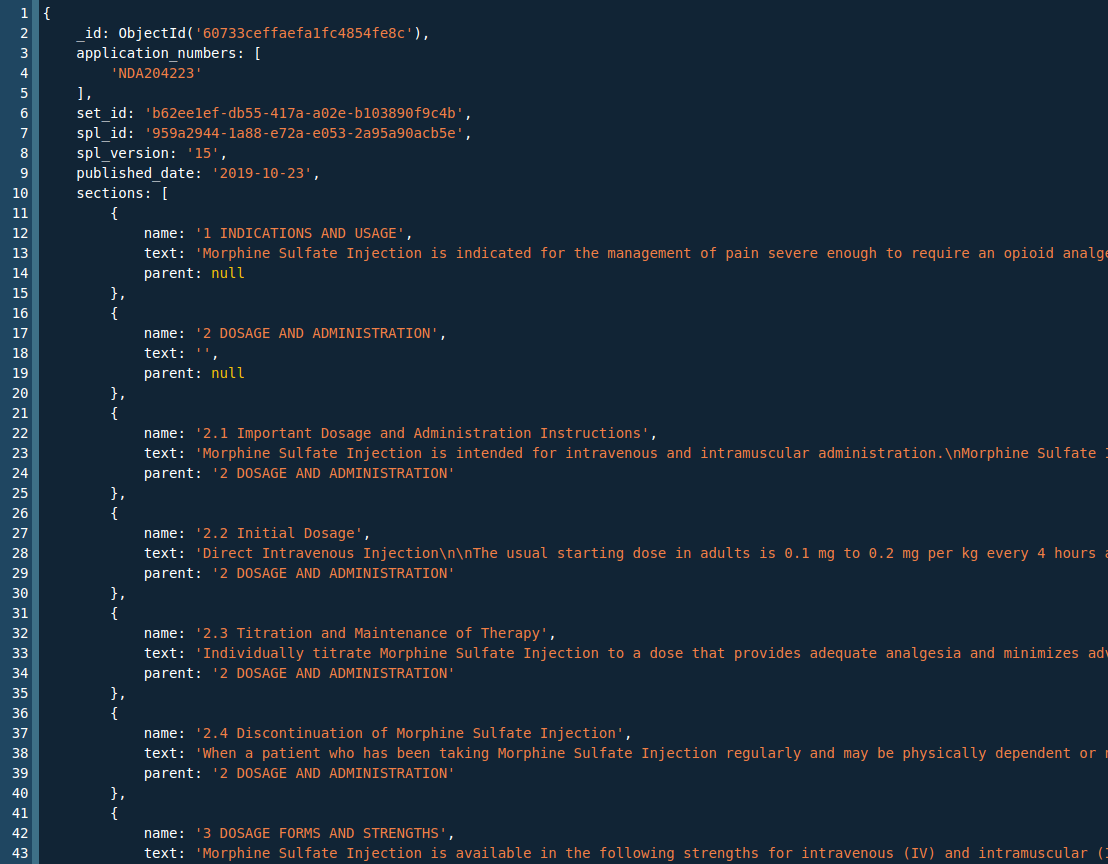 1 {
2 _id: ObjectId('60733ceffaefa1fc4854fe8c'),
3 application_numbers: [
4 'NDA204223'
5 ],
6 set_id: 'b62ee1ef-db55-417a-a02e-b103890f9c4b',
7 spl_id: '959a2944-1a88-e72a-e053-2a95a90acb5e',
8 spl_version: '15',
9 published_date: '2019-10-23',
10 sections: [
11 {
12 name: '1 INDICATIONS AND USAGE',
13 text: 'Morphine Sulfate Injection is indicated for the management of pain severe enough to require an opioid analge
14 parent: null
15 },
16 {
17 name: '2 DOSAGE AND ADMINISTRATION',
18 text: '',
19 parent: null
20 },
21 {
22 name: '2.1 Important Dosage and Administration Instructions',
23 text: 'Morphine Sulfate Injection is intended for intravenous and intramuscular administration.\nMorphine Sulfate I
24 parent: '2 DOSAGE AND ADMINISTRATION'
25 },
26 {
27 name: '2.2 Initial Dosage',
28 text: 'Direct Intravenous Injection\n\nThe usual starting dose in adults is 0.1 mg to 0.2 mg per kg every 4 hours a
29 parent: '2 DOSAGE AND ADMINISTRATION'
30 },
31 {
32 name: '2.3 Titration and Maintenance of Therapy',
33 text: 'Individually titrate Morphine Sulfate Injection to a dose that provides adequate analgesia and minimizes adv
34 parent: '2 DOSAGE AND ADMINISTRATION'
35 },
36 {
37 name: '2.4 Discontinuation of Morphine Sulfate Injection',
38 text: 'When a patient who has been taking Morphine Sulfate Injection regularly and may be physically dependent or
39 parent: '2 DOSAGE AND ADMINISTRATION'
40 },
41 {
42 name: '3 DOSAGE FORMS AND STRENGTHS',
43 text: 'Morphine Sulfate Injection is available in the following strengths for intravenous (IV) and intramuscular (I